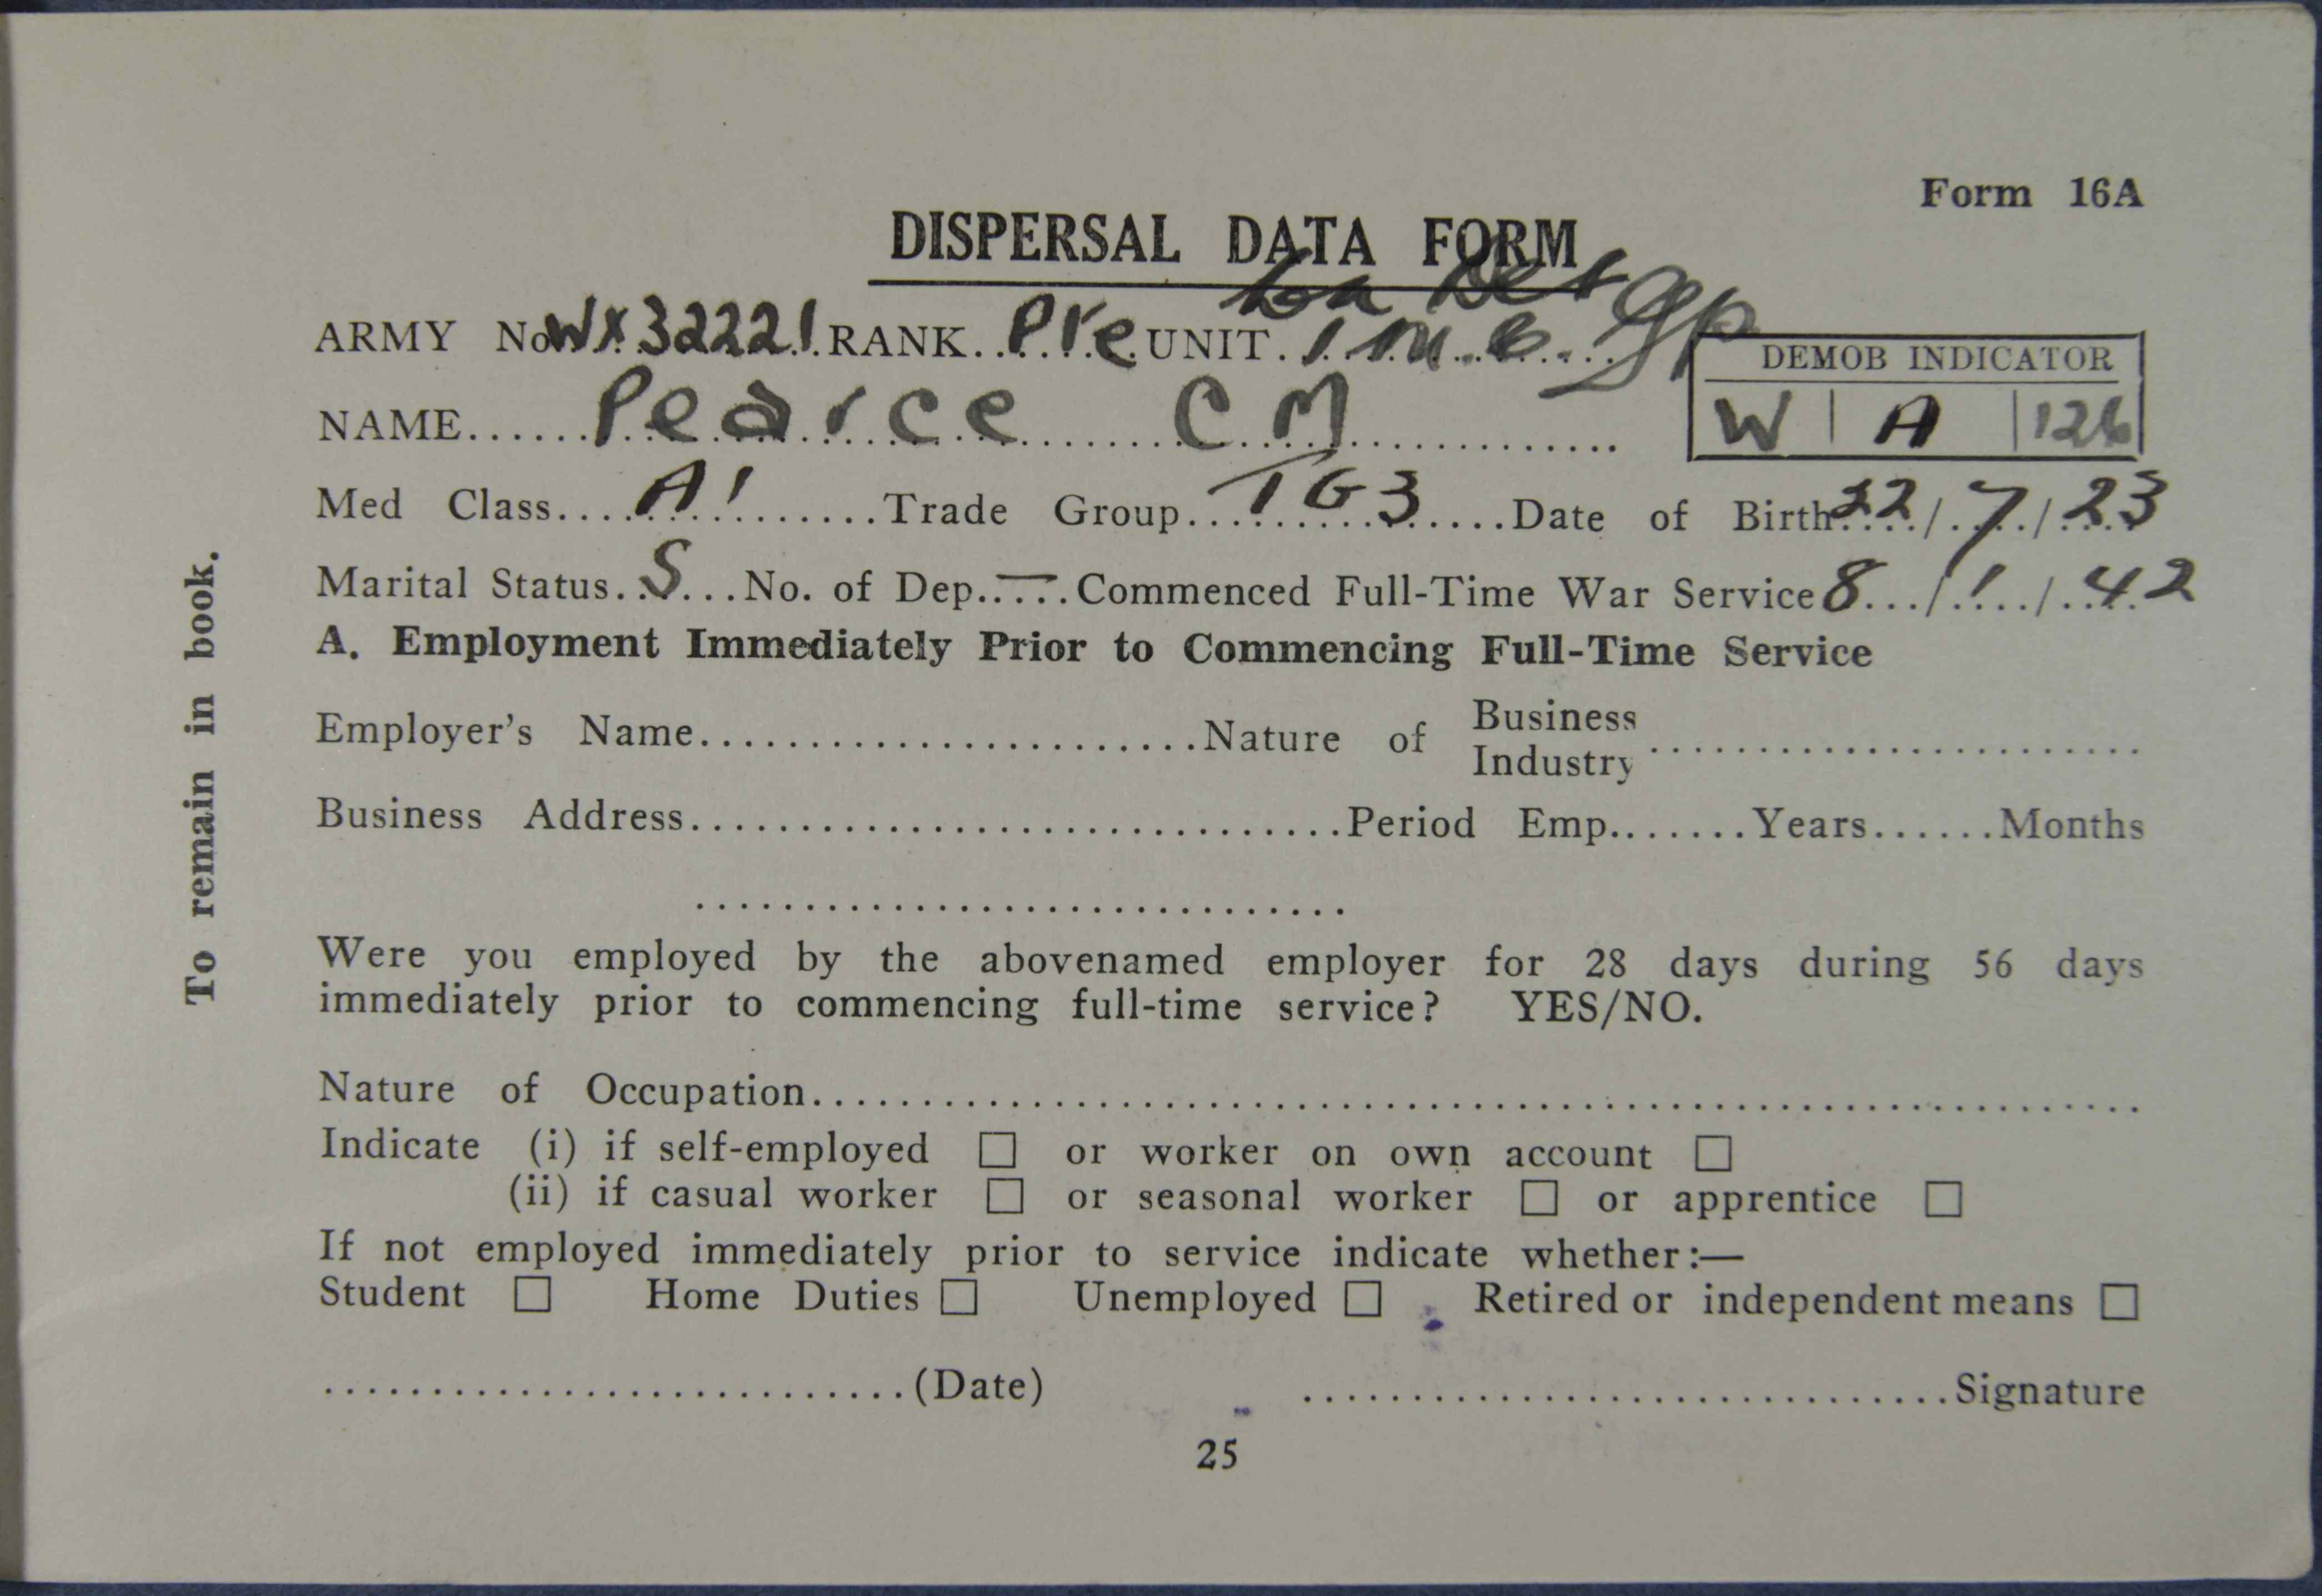 Form 16A
DISPERSAL DATA FORM
ARMY No WX32221 RANK Pte UNIT 1 M.B. Gp
DEMOB INDICATOR
W | A | 126
NAME Pearce C M
Med Class A1 Trade Group TG3 Date of Birth 22/7/23
Marital Status S No. of Dep. — Commenced Full-Time War Service 8/1/42
A. Employment Immediately Prior to Commencing Full-Time Service
Employer's Name Nature of Business
Industry
Business Address Period Emp. Years Months
Were you employed by the abovenamed employer for 28 days during 56 days
immediately prior to commencing full-time service? YES/NO.
Nature of Occupation
Indicate (i) if self-employed □ or worker on own account □
(ii) if casual worker □ or seasonal worker □ or apprentice □
If not employed immediately prior to service indicate whether:—
Student □ Home Duties □ Unemployed □ Retired or independent means □
(Date) Signature
25
To remain in book.